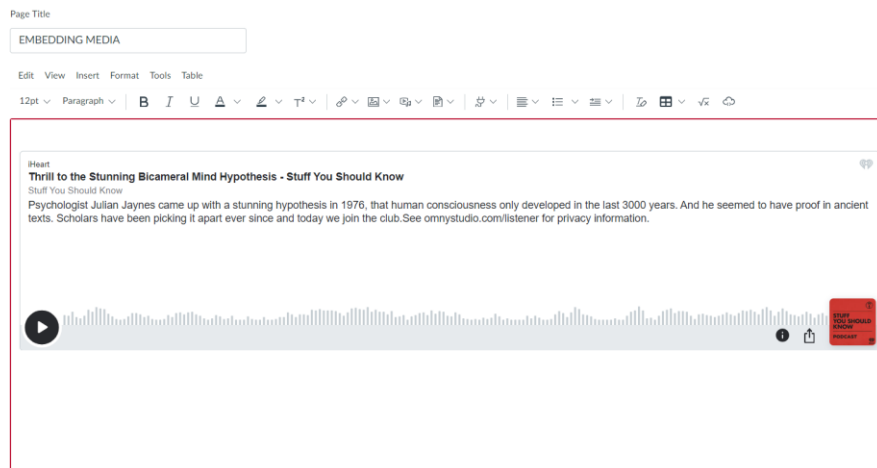 Page Title
EMBEDDING MEDIA
Edit View Insert Format Tools Table
12pt Paragraph B I U A T²
iHeart
Thrill to the Stunning Bicameral Mind Hypothesis - Stuff You Should Know
Stuff You Should Know
Psychologist Julian Jaynes came up with a stunning hypothesis in 1976, that human consciousness only developed in the last 3000 years. And he seemed to have proof in ancient
texts. Scholars have been picking it apart ever since and today we join the club.See omnystudio.com/listener for privacy information.
STUFF
YOU SHOULD
KNOW
PODCAST